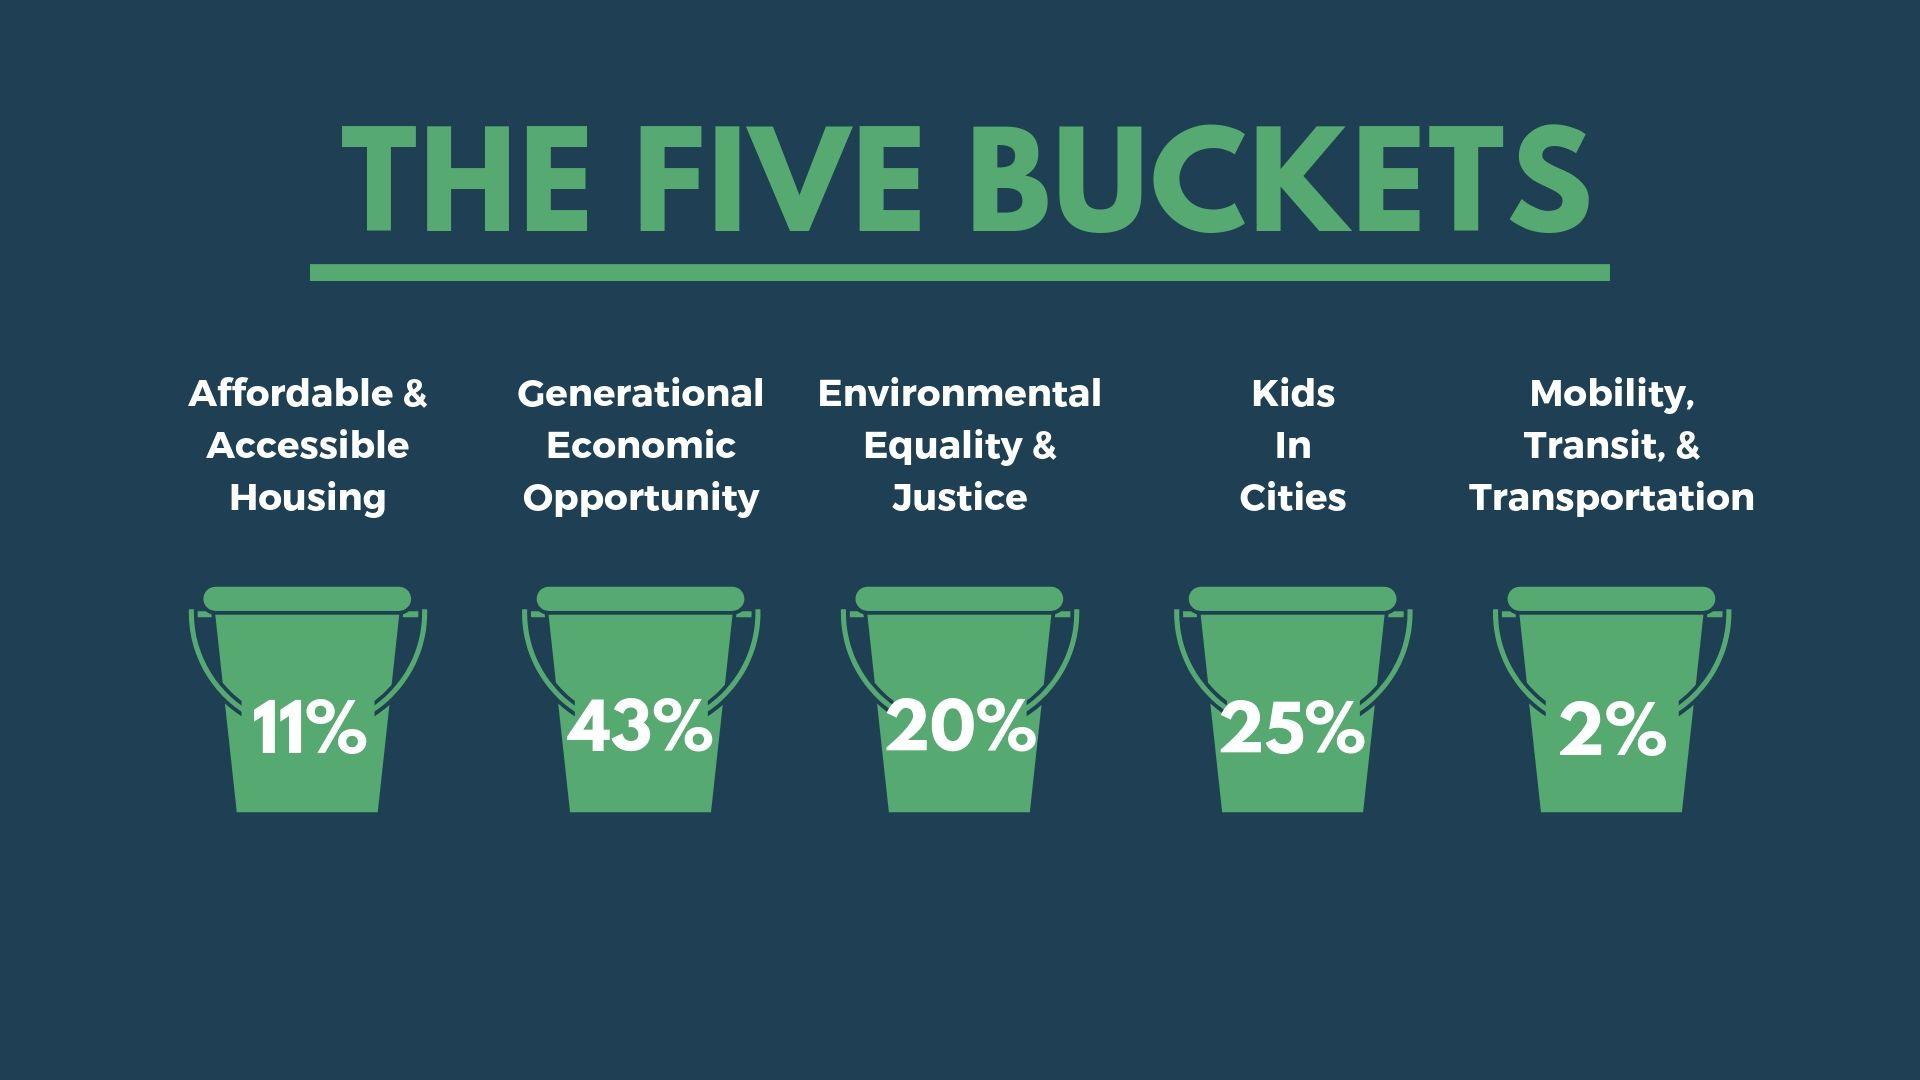 THE FIVE BUCKETS
Affordable &
Accessible
Housing
Generational
Economic
Opportunity
Environmental
Equality &
Justice
Kids
In
Cities
Mobility,
Transit, &
Transportation
11%
43%
20%
25%
2%